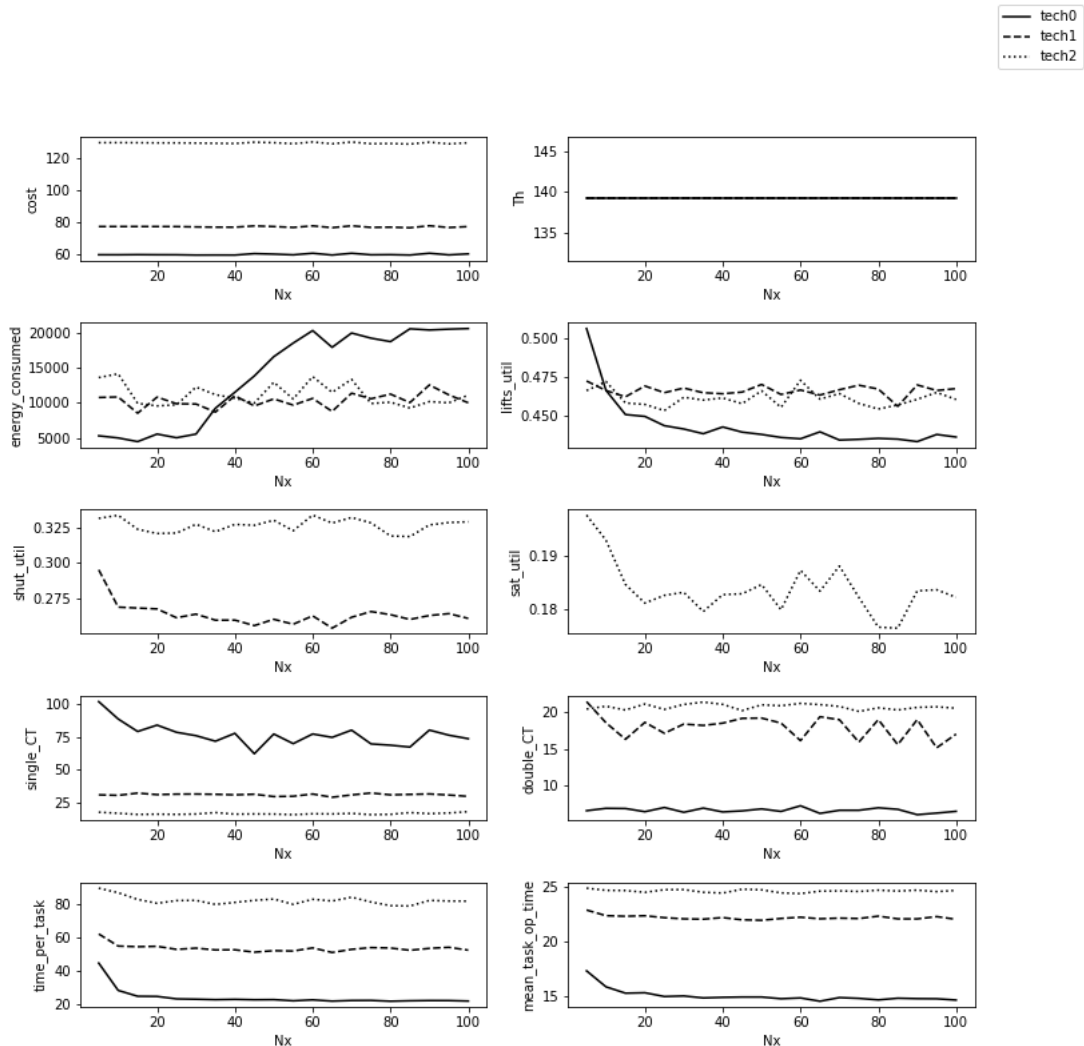 tech0
tech1
tech2
120
100
80
60
cost
20 40 60 80 100
Nx
145
140
135
Th
20 40 60 80 100
Nx
20000
15000
10000
5000
energy_consumed
20 40 60 80 100
Nx
0.500
0.475
0.450
lifts_util
20 40 60 80 100
Nx
0.325
0.300
0.275
shut_util
20 40 60 80 100
Nx
0.19
0.18
sat_util
20 40 60 80 100
Nx
100
75
50
25
single_CT
20 40 60 80 100
Nx
20
15
10
double_CT
20 40 60 80 100
Nx
80
60
40
20
time_per_task
20 40 60 80 100
Nx
25
20
15
mean_task_op_time
20 40 60 80 100
Nx